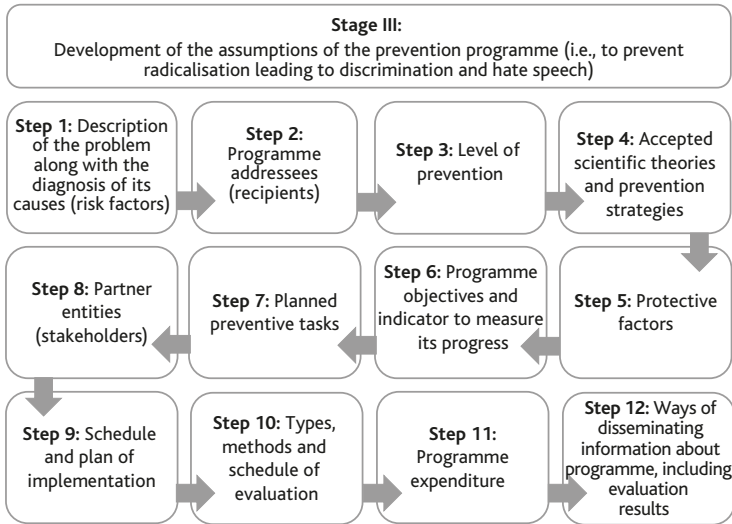 Stage III:
Development of the assumptions of the prevention programme (i.e., to prevent
radicalisation leading to discrimination and hate speech)
Step 1: Description
of the problem
along with the
diagnosis of its
causes (risk factors)
Step 2:
Programme
addressees
(recipients)
Step 3: Level of
prevention
Step 4: Accepted
scientific theories
and prevention
strategies
Step 5: Protective
factors
Step 6: Programme
objectives and
indicator to measure
its progress
Step 7: Planned
preventive tasks
Step 8: Partner
entities
(stakeholders)
Step 9: Schedule
and plan of
implementation
Step 10: Types,
methods and
schedule of
evaluation
Step 11:
Programme
expenditure
Step 12: Ways of
disseminating
information about
programme, including
evaluation
results